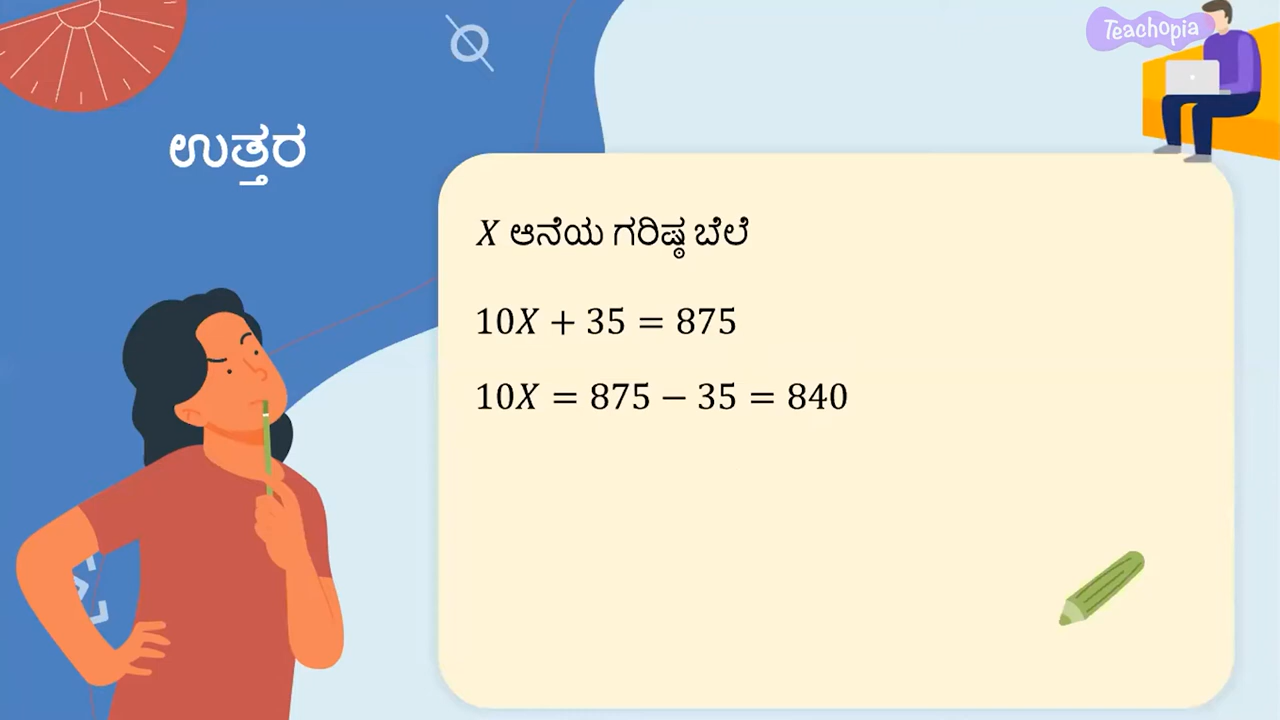 Teachopia
ಉತ್ತರ
X ಆನೆಯ ಗರಿಷ್ಠ ಬೆಲೆ
10X + 35 = 875
10X = 875 − 35 = 840